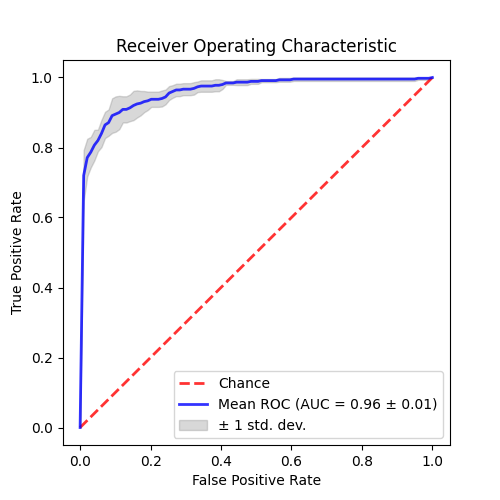 Receiver Operating Characteristic
True Positive Rate
1.0
0.8
0.6
0.4
0.2
0.0
Chance
Mean ROC (AUC = 0.96 ± 0.01)
± 1 std. dev.
0.0 0.2 0.4 0.6 0.8 1.0
False Positive Rate